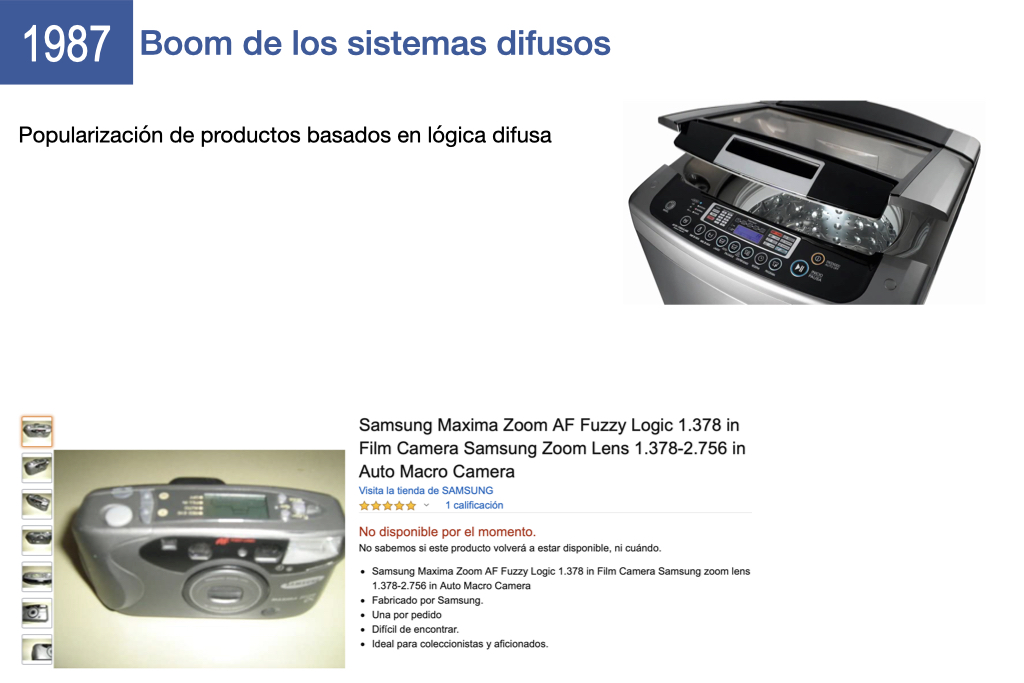 1987
Boom de los sistemas difusos
Popularización de productos basados en lógica difusa
Samsung Maxima Zoom AF Fuzzy Logic 1.378 in
Film Camera Samsung Zoom Lens 1.378-2.756 in
Auto Macro Camera
Visita la tienda de SAMSUNG
1 calificación
No disponible por el momento.
No sabemos si este producto volverá a estar disponible, ni cuándo.
• Samsung Maxima Zoom AF Fuzzy Logic 1.378 in Film Camera Samsung zoom lens
1.378-2.756 in Auto Macro Camera
• Fabricado por Samsung.
• Una por pedido
• Difícil de encontrar.
• Ideal para coleccionistas y aficionados.